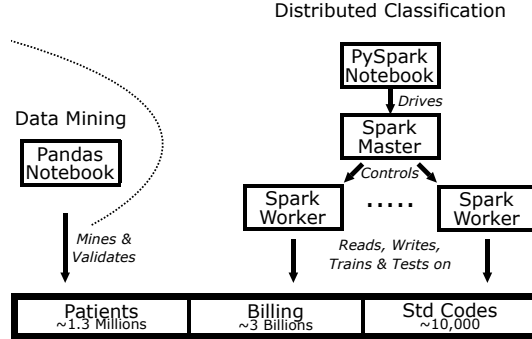 Distributed Classification
PySpark
Notebook
Drives
Data Mining
Spark
Master
Pandas
Notebook
Controls
Spark
Worker
.....
Spark
Worker
Mines &
Validates
Reads, Writes,
Trains & Tests on
Patients
~1.3 Millions
Billing
~3 Billions
Std Codes
~10,000